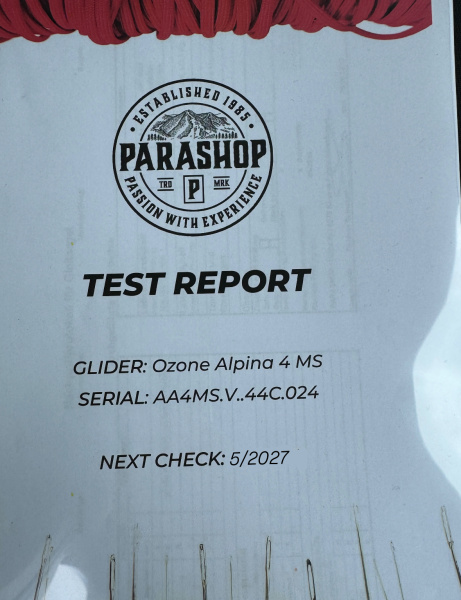 • ESTABLISHED 1985 •
PARASHOP
TRD P MRK
PASSION WITH EXPERIENCE
TEST REPORT
GLIDER: Ozone Alpina 4 MS
SERIAL: AA4MS.V..44C.024
NEXT CHECK: 5/2027